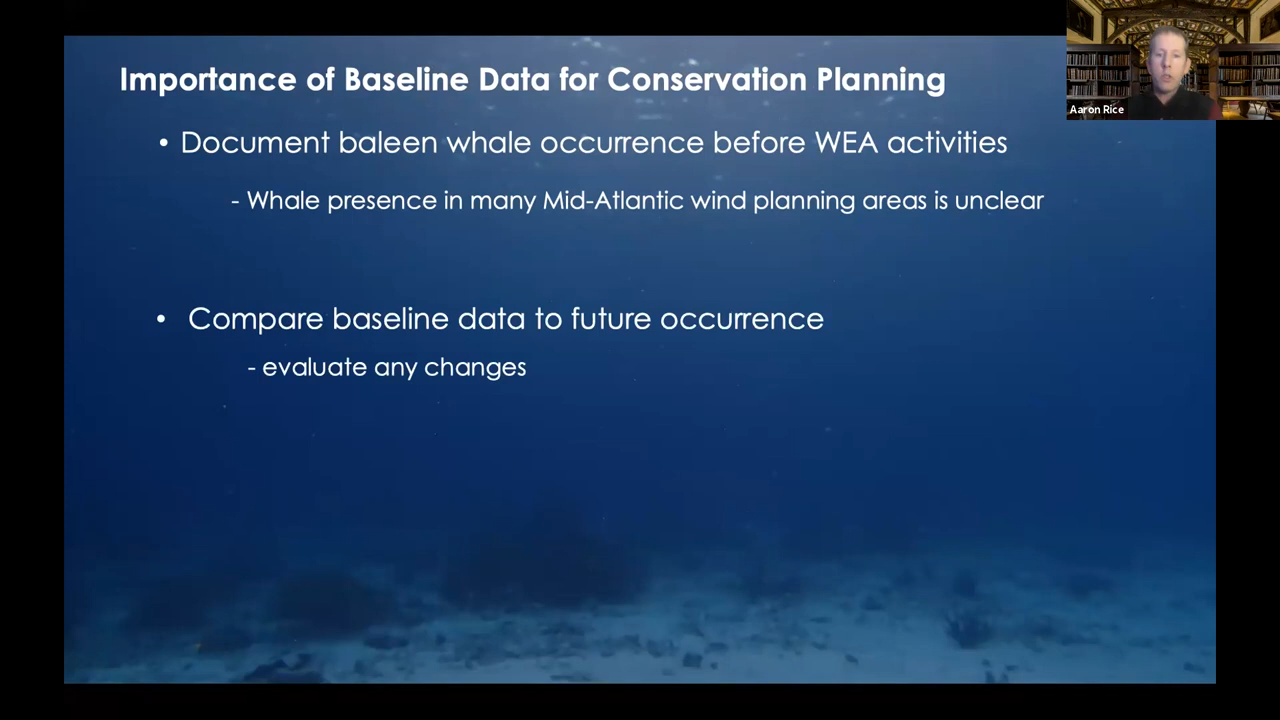 Importance of Baseline Data for Conservation Planning
Aaron Rice
• Document baleen whale occurrence before WEA activities
- Whale presence in many Mid-Atlantic wind planning areas is unclear
• Compare baseline data to future occurrence
- evaluate any changes